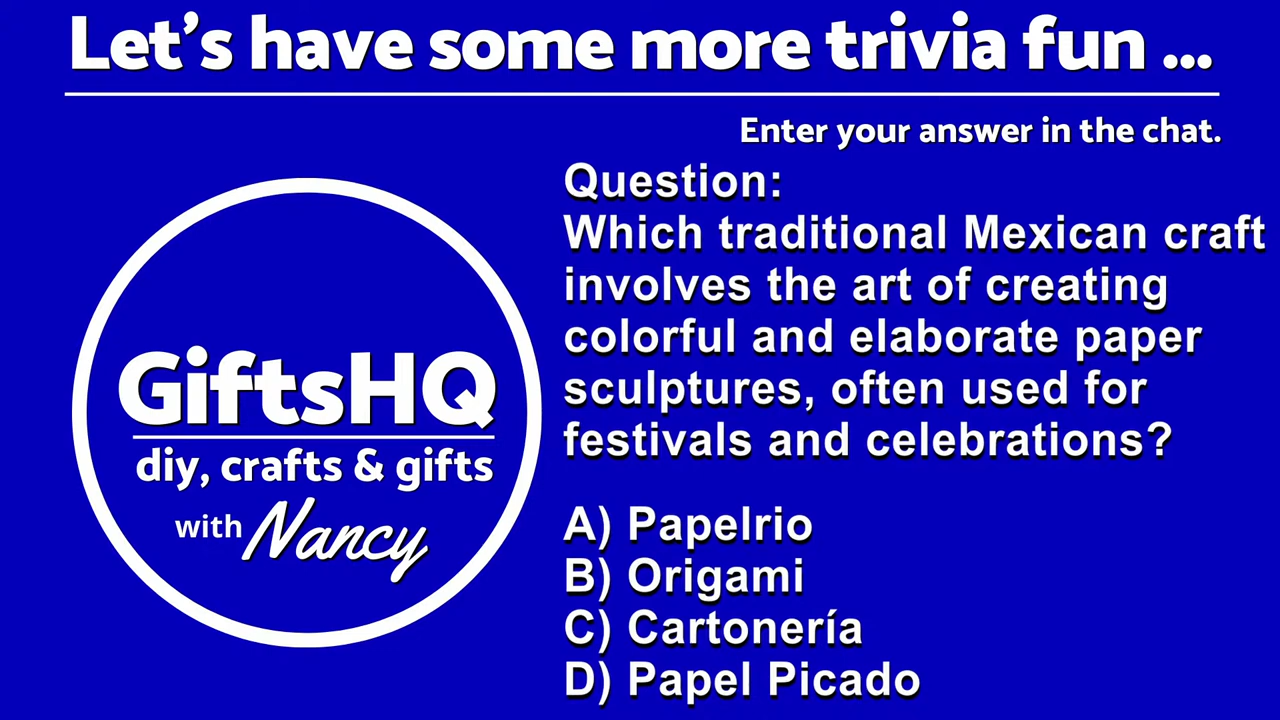 Let's have some more trivia fun ...
Enter your answer in the chat.
Question:
Which traditional Mexican craft
involves the art of creating
colorful and elaborate paper
sculptures, often used for
festivals and celebrations?
A) Papelrio
B) Origami
C) Cartonería
D) Papel Picado
GiftsHQ
diy, crafts & gifts
with Nancy